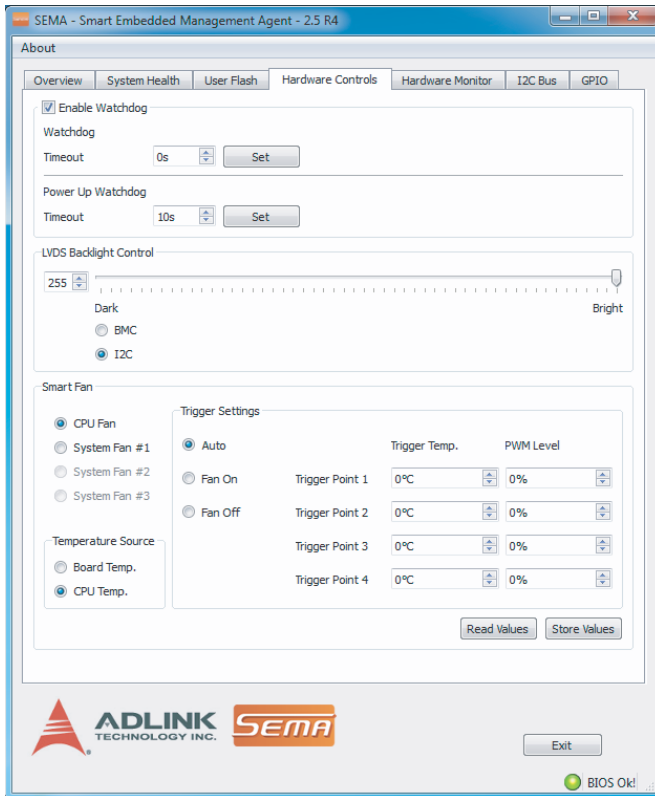 SEMA - Smart Embedded Management Agent - 2.5 R4
About
Overview System Health User Flash Hardware Controls Hardware Monitor I2C Bus GPIO
Enable Watchdog
Watchdog
Timeout 0s Set
Power Up Watchdog
Timeout 10s Set
LVDS Backlight Control
255
Dark Bright
BMC
I2C
Smart Fan
CPU Fan
System Fan #1
System Fan #2
System Fan #3
Temperature Source
Board Temp.
CPU Temp.
Trigger Settings
Auto Trigger Temp. PWM Level
Fan On Trigger Point 1 0°C 0%
Fan Off Trigger Point 2 0°C 0%
Trigger Point 3 0°C 0%
Trigger Point 4 0°C 0%
Read Values Store Values
ADLINK
TECHNOLOGY INC.
SEMA
Exit
BIOS Ok!